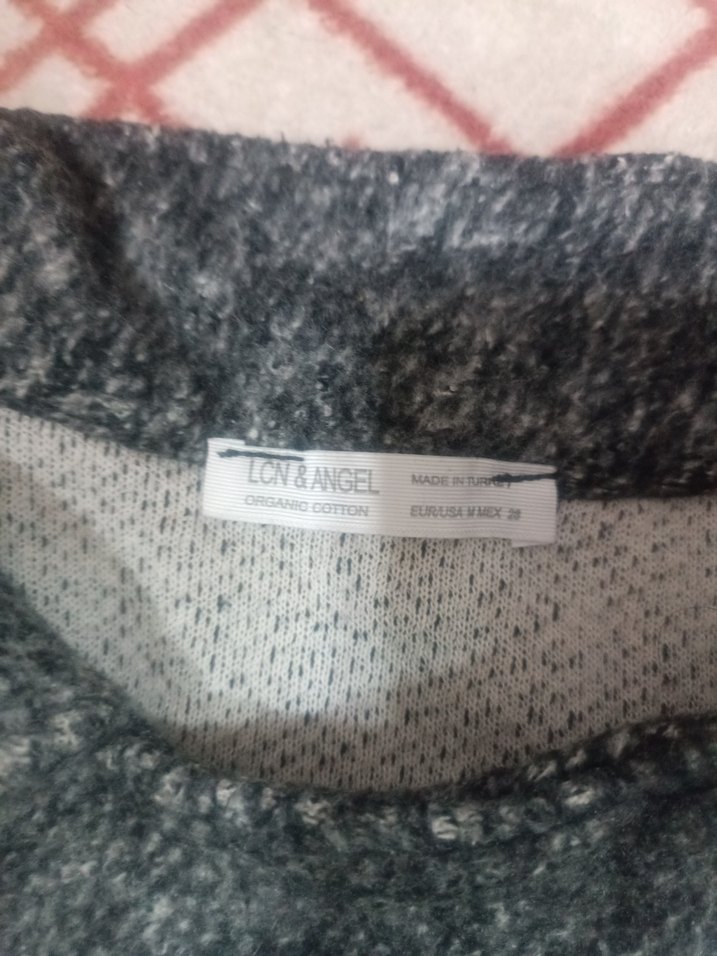 LCN & ANGEL
ORGANIC COTTON
MADE IN TURKEY
EUR/USA M MEX 28